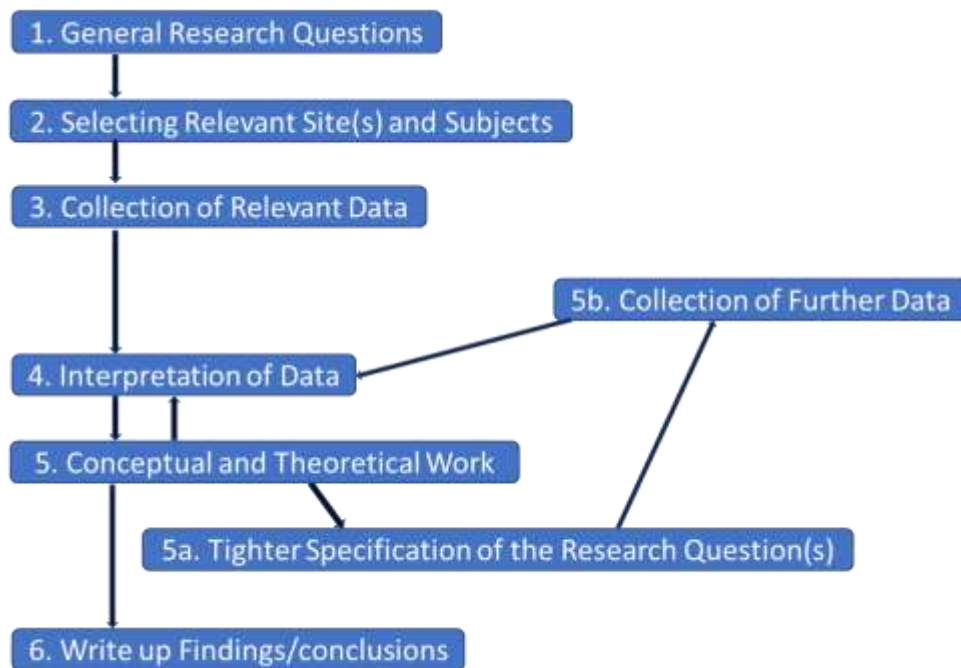 1. General Research Questions
2. Selecting Relevant Site(s) and Subjects
3. Collection of Relevant Data
5b. Collection of Further Data
4. Interpretation of Data
5. Conceptual and Theoretical Work
5a. Tighter Specification of the Research Question(s)
6. Write up Findings/conclusions